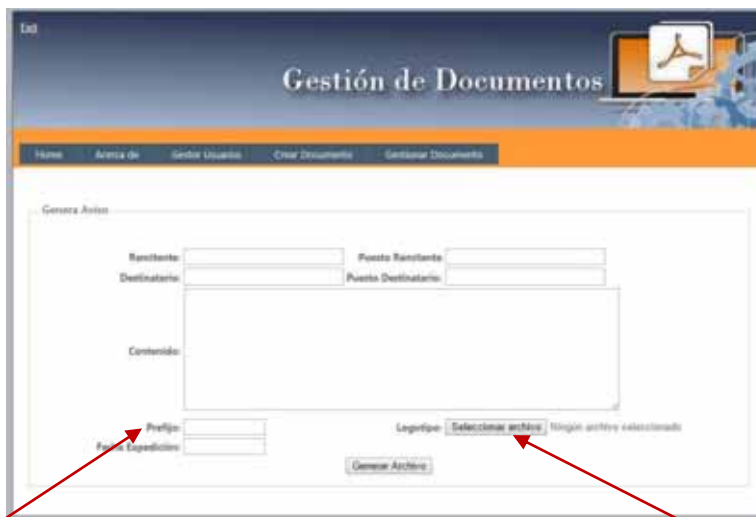 Exit
Gestión de Documentos
Home Acerca de Gestor Usuarios Crear Documento Gestionar Documento
Genera Aviso
Remitente: Puesto Remitente:
Destinatario: Puesto Destinatario:
Contenido:
Prefijo: Logotipo: Seleccionar archivo Ningún archivo seleccionado
Fecha Expedición:
Generar Archivo